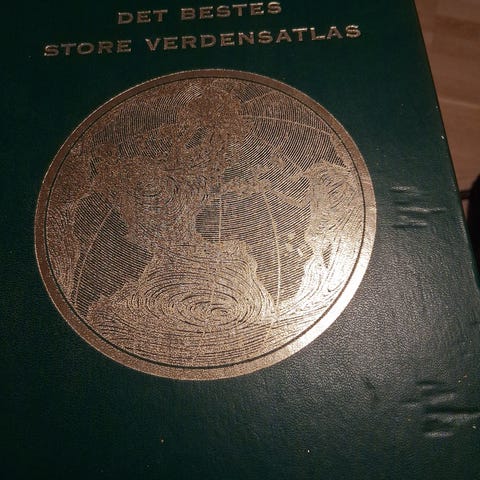 DET BESTES
STORE VERDENSATLAS